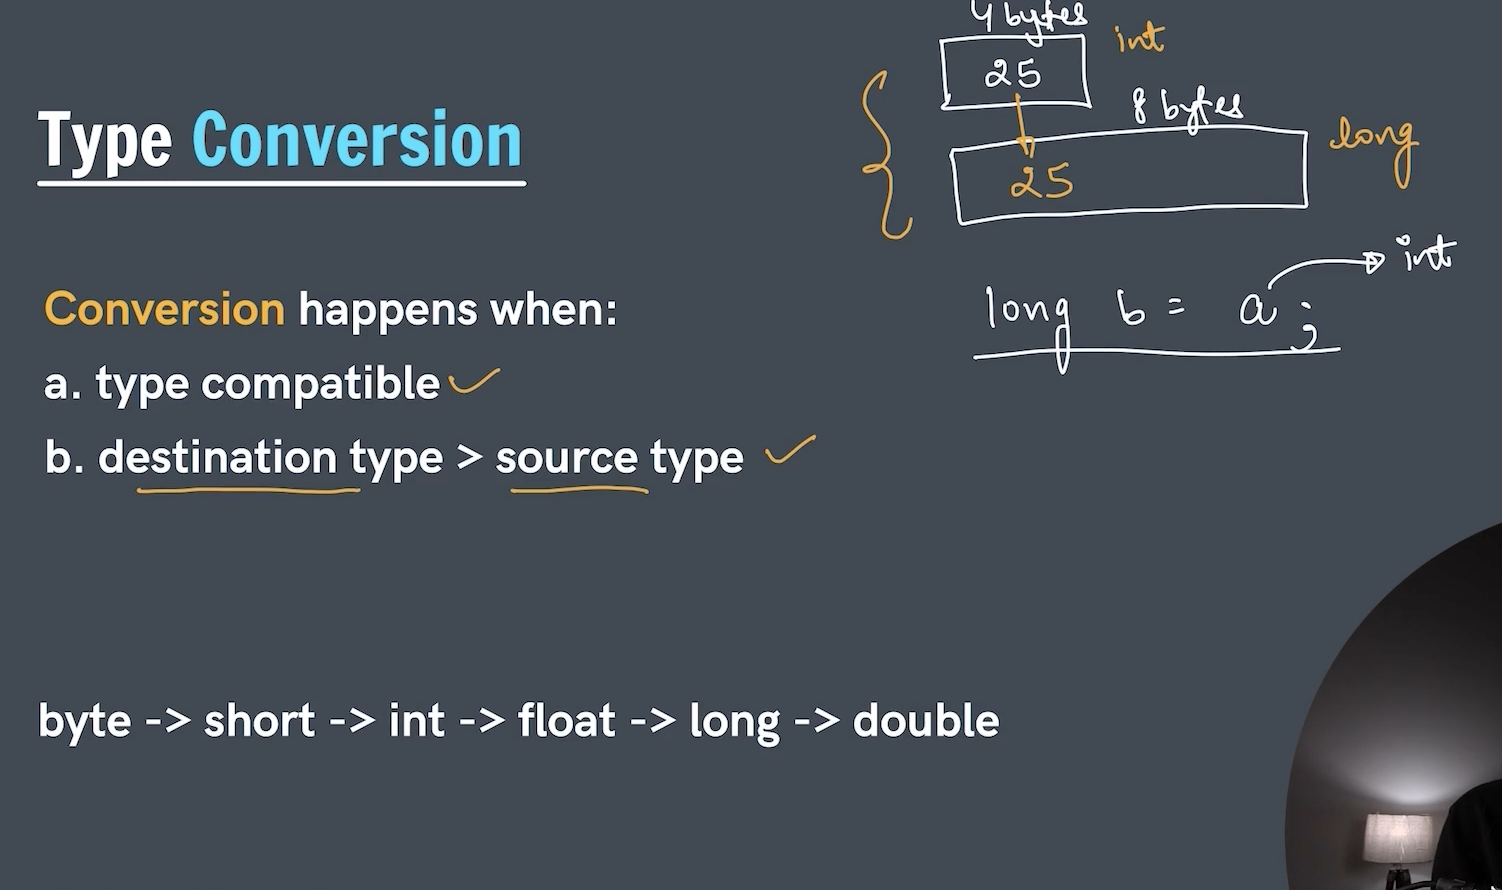 4 bytes
25 int
8 bytes
25 long
Type Conversion
long b = a ; int
Conversion happens when:
a. type compatible
b. destination type > source type
byte -> short -> int -> float -> long -> double